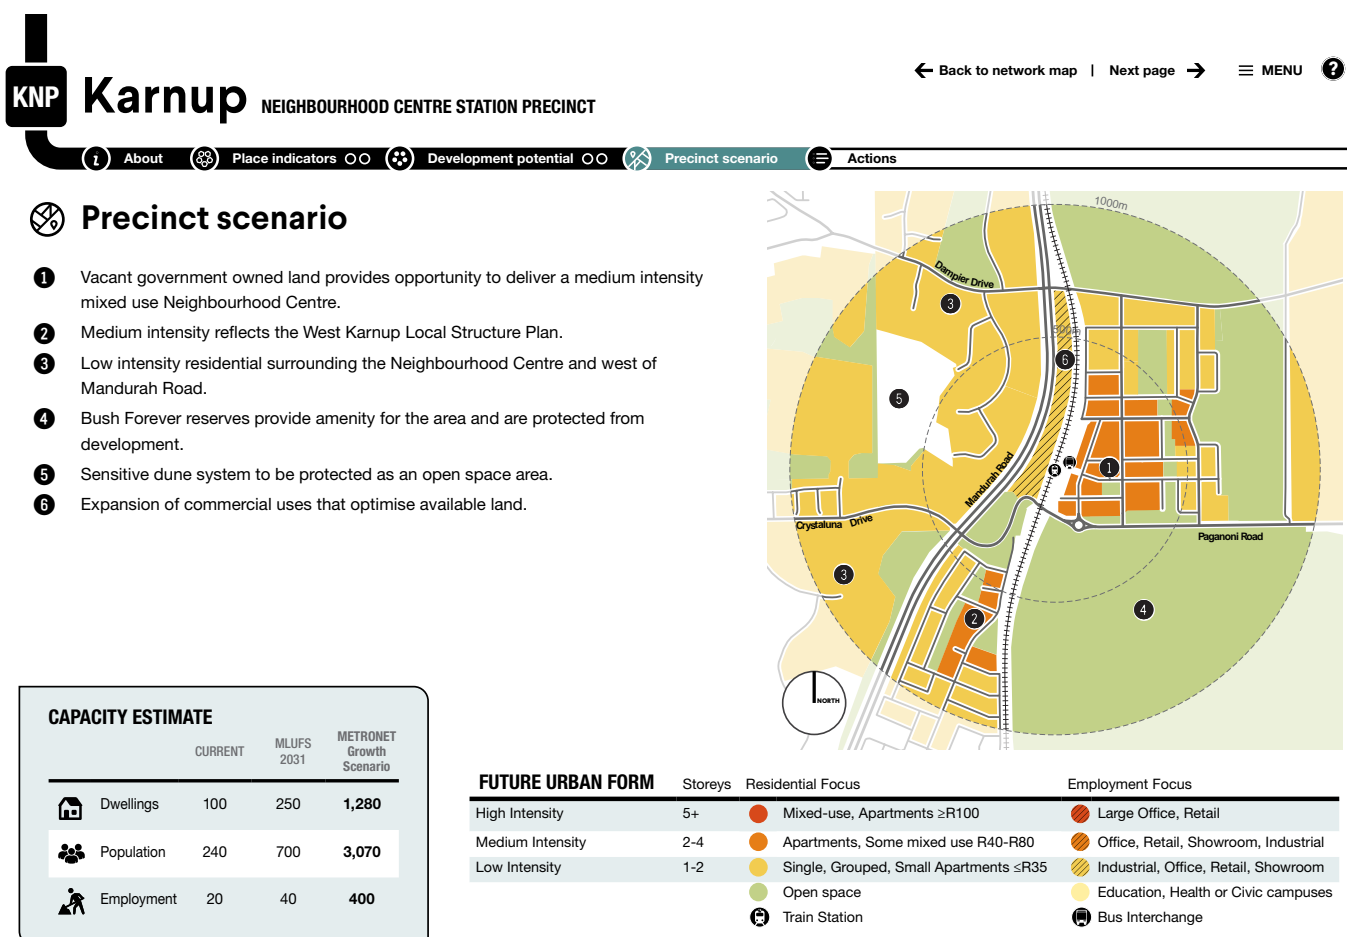 KNP
Karnup NEIGHBOURHOOD CENTRE STATION PRECINCT
Back to network map | Next page
MENU
?
i About
Place indicators
Development potential
Precinct scenario
Actions
Precinct scenario
1 Vacant government owned land provides opportunity to deliver a medium intensity
mixed use Neighbourhood Centre.
2 Medium intensity reflects the West Karnup Local Structure Plan.
3 Low intensity residential surrounding the Neighbourhood Centre and west of
Mandurah Road.
4 Bush Forever reserves provide amenity for the area and are protected from
development.
5 Sensitive dune system to be protected as an open space area.
6 Expansion of commercial uses that optimise available land.
1000m
Dampier Drive
3
500m
6
5
1
Mandurah Road
Crystaluna Drive
Paganoni Road
3
4
2
NORTH
CAPACITY ESTIMATE
CURRENT
MLUFS
2031
METRONET
Growth
Scenario
Dwellings 100 250 1,280
Population 240 700 3,070
Employment 20 40 400
FUTURE URBAN FORM Storeys Residential Focus Employment Focus
High Intensity 5+ Mixed-use, Apartments ≥R100 Large Office, Retail
Medium Intensity 2-4 Apartments, Some mixed use R40-R80 Office, Retail, Showroom, Industrial
Low Intensity 1-2 Single, Grouped, Small Apartments ≤R35 Industrial, Office, Retail, Showroom
Open space Education, Health or Civic campuses
Train Station Bus Interchange